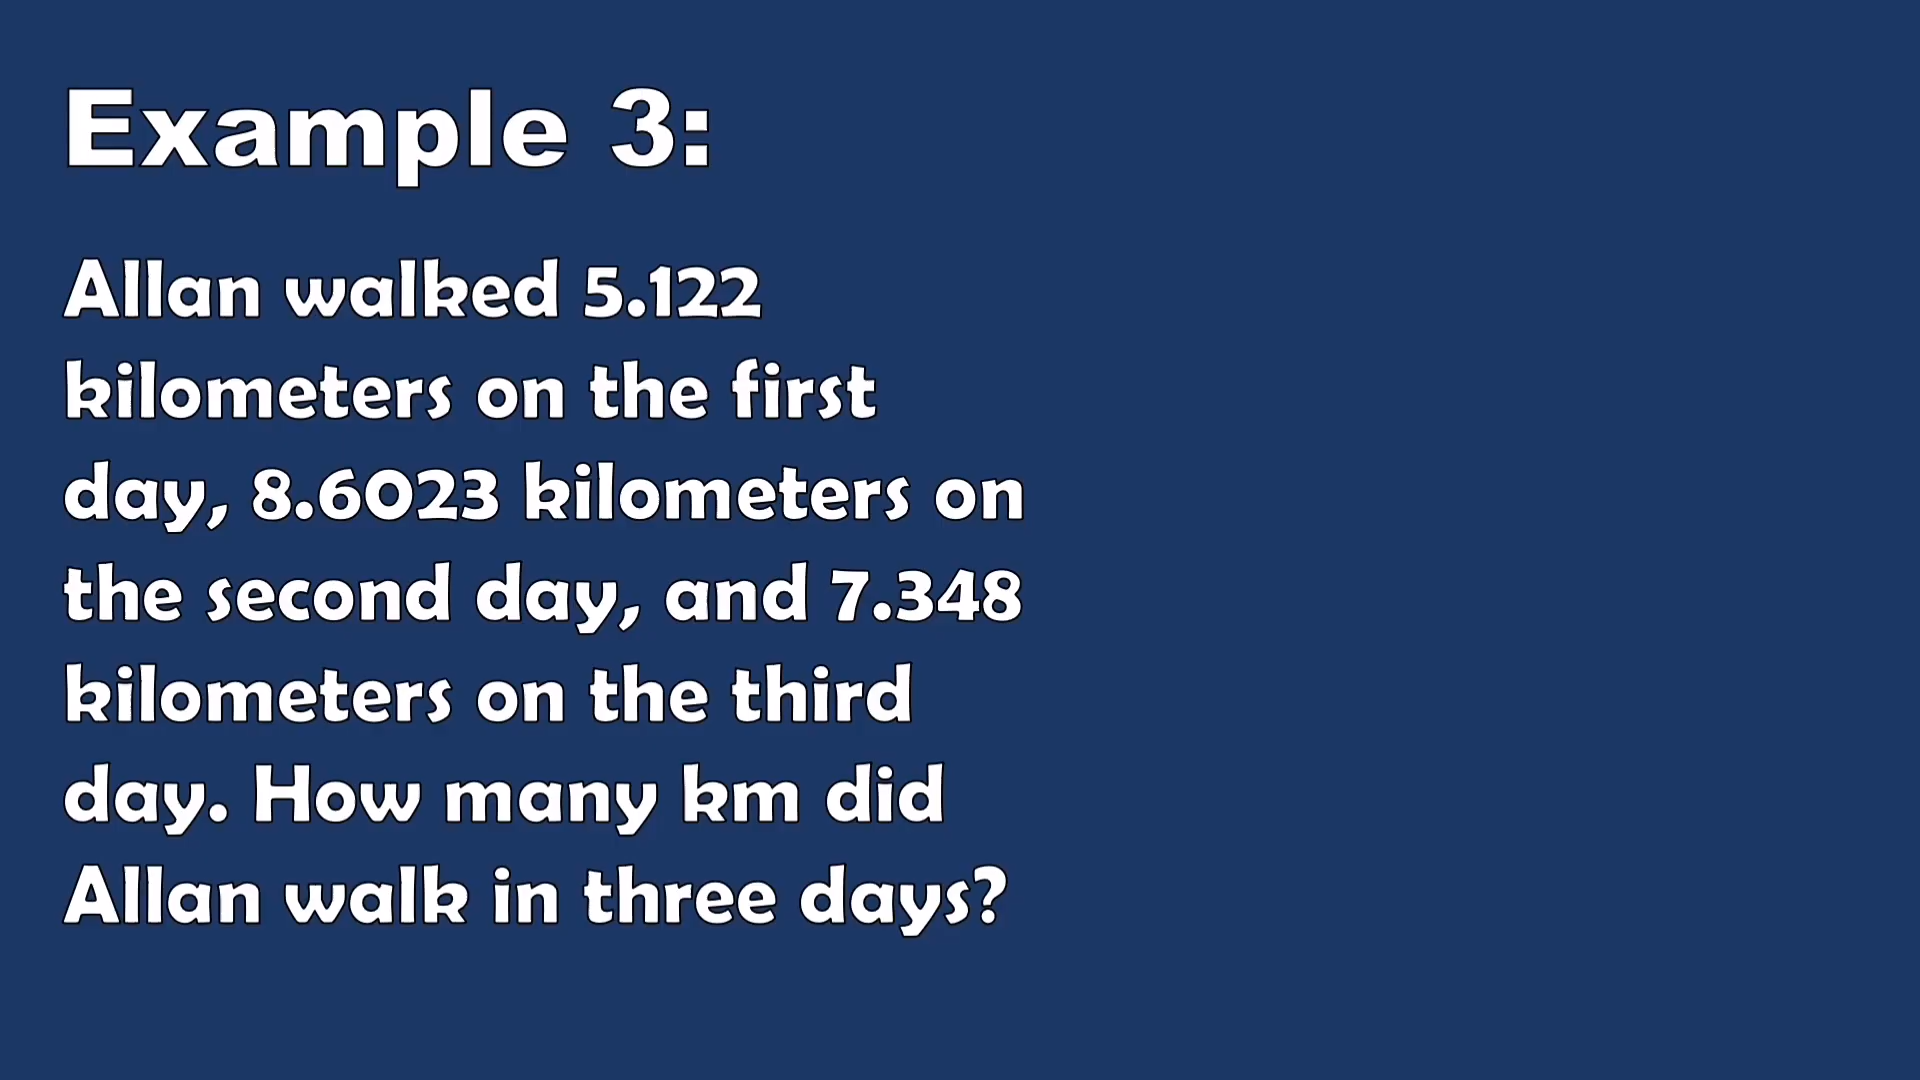 Example 3:
Allan walked 5.122
kilometers on the first
day, 8.6023 kilometers on
the second day, and 7.348
kilometers on the third
day. How many km did
Allan walk in three days?